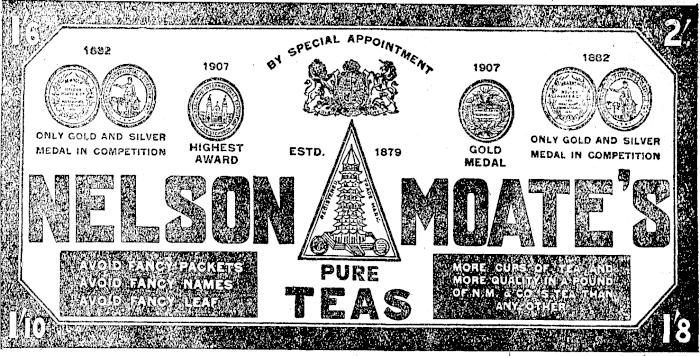 1/6
2/-
BY SPECIAL APPOINTMENT
1882
1907
1907
1882
ONLY GOLD AND SILVER
MEDAL IN COMPETITION
HIGHEST
AWARD
ESTD. 1879
GOLD
MEDAL
ONLY GOLD AND SILVER
MEDAL IN COMPETITION
NELSON MOATE'S
PURE
TEAS
AVOID FANCY PACKETS
AVOID FANCY NAMES
AVOID FANCY LEAF
MORE CUPS OF TEA AND
MORE QUALITY IN A POUND
OF N.M. & CO.'S TEA THAN
ANY OTHER
1/10
1/8